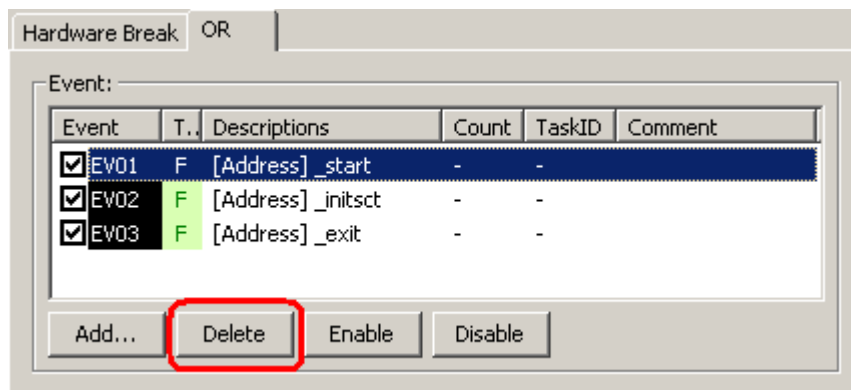 Hardware Break OR
Event:
Event T.. Descriptions Count TaskID Comment
EV01 F [Address] _start - -
EV02 F [Address] _initsct - -
EV03 F [Address] _exit - -
Add... Delete Enable Disable